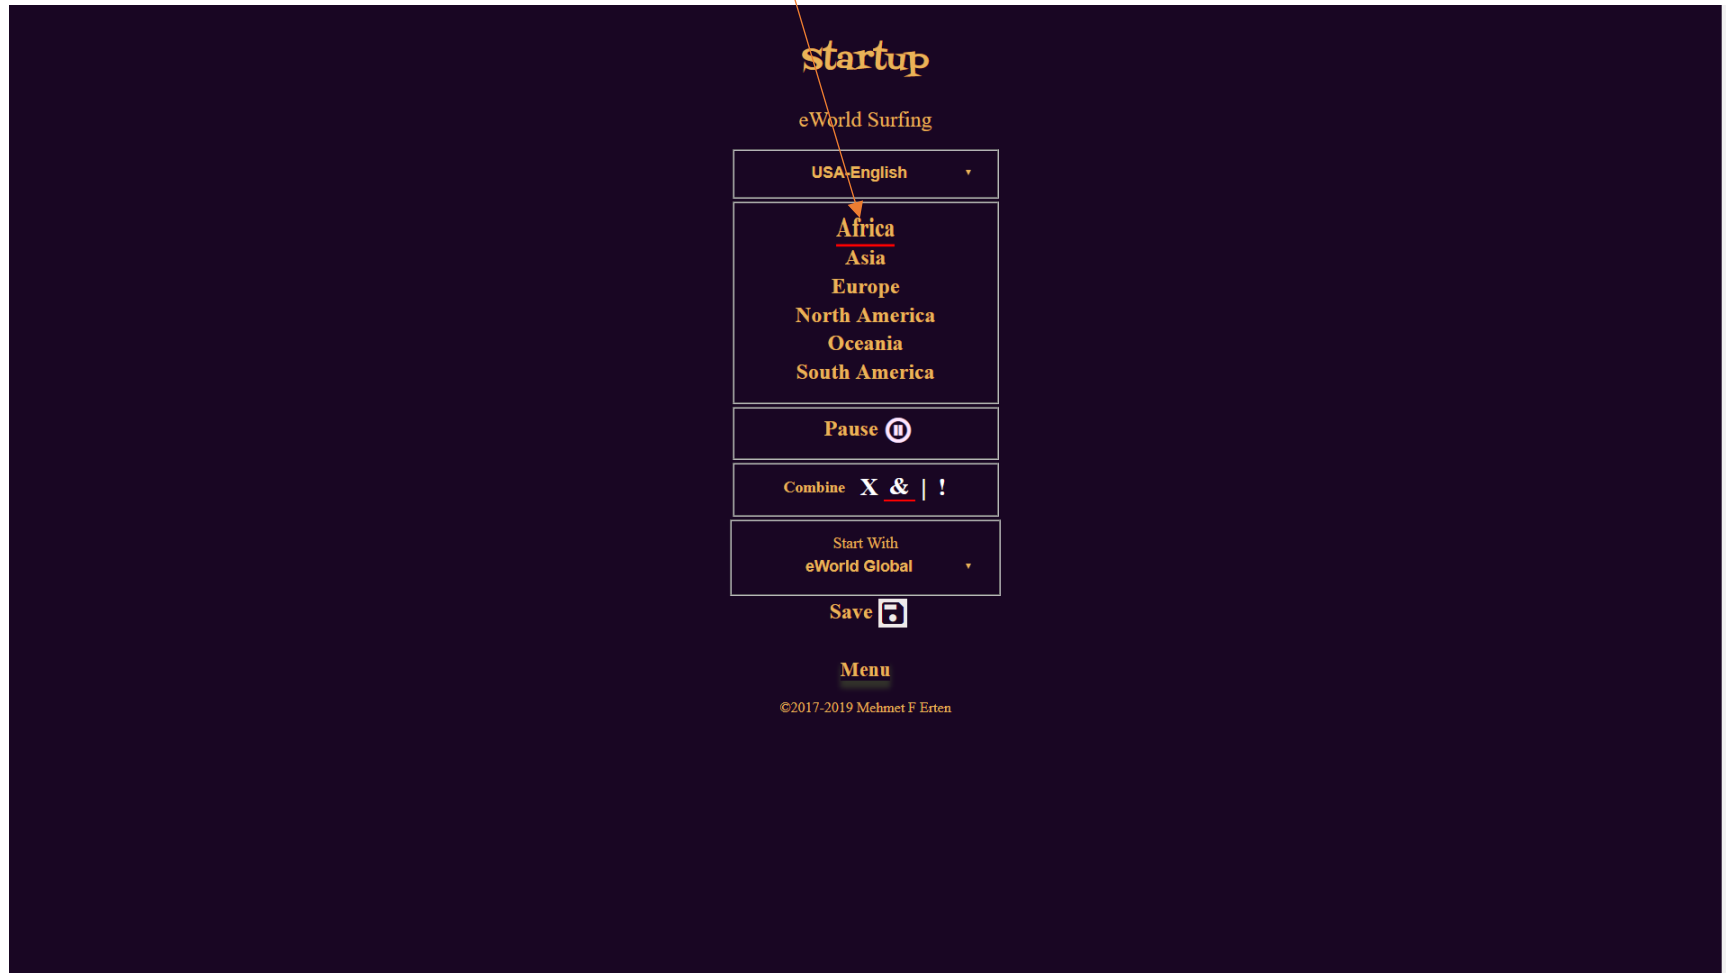 startup
eWorld Surfing
USA-English
Africa
Asia
Europe
North America
Oceania
South America
Pause
Combine X & | !
Start With
eWorld Global
Save
Menu
©2017-2019 Mehmet F Erten